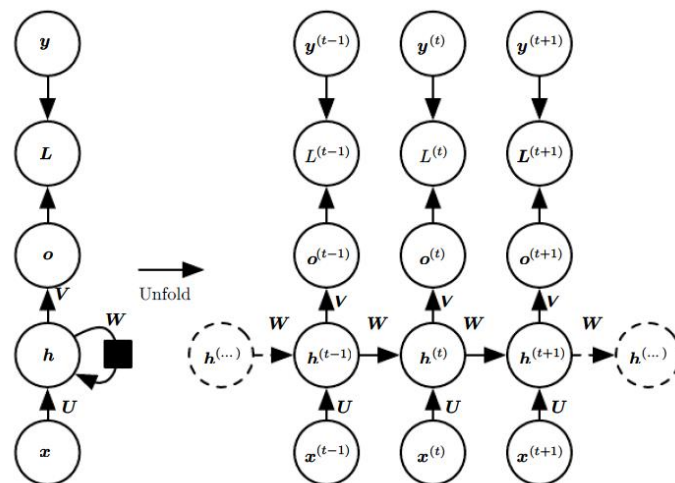 y y^(t−1) y^(t) y^(t+1)
L L^(t−1) L^(t) L^(t+1)
o o^(t−1) o^(t) o^(t+1)
V Unfold V V V
W W W W W
h h^(...) h^(t−1) h^(t) h^(t+1) h^(...)
U U U U
x x^(t−1) x^(t) x^(t+1)